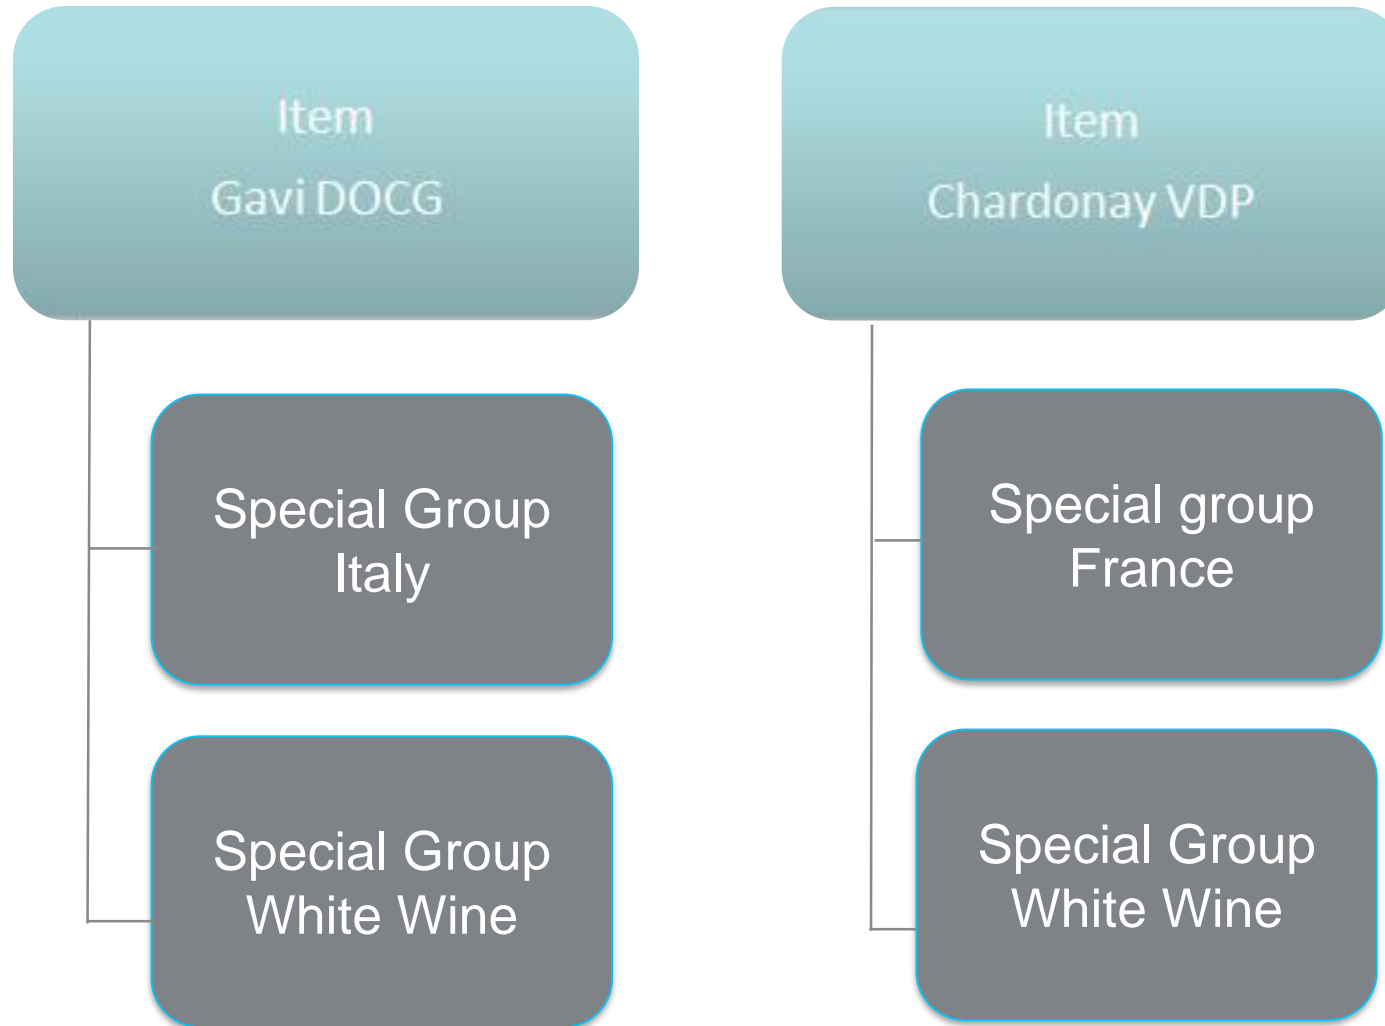 Item
Gavi DOCG
Special Group
Italy
Special Group
White Wine
Item
Chardonay VDP
Special group
France
Special Group
White Wine